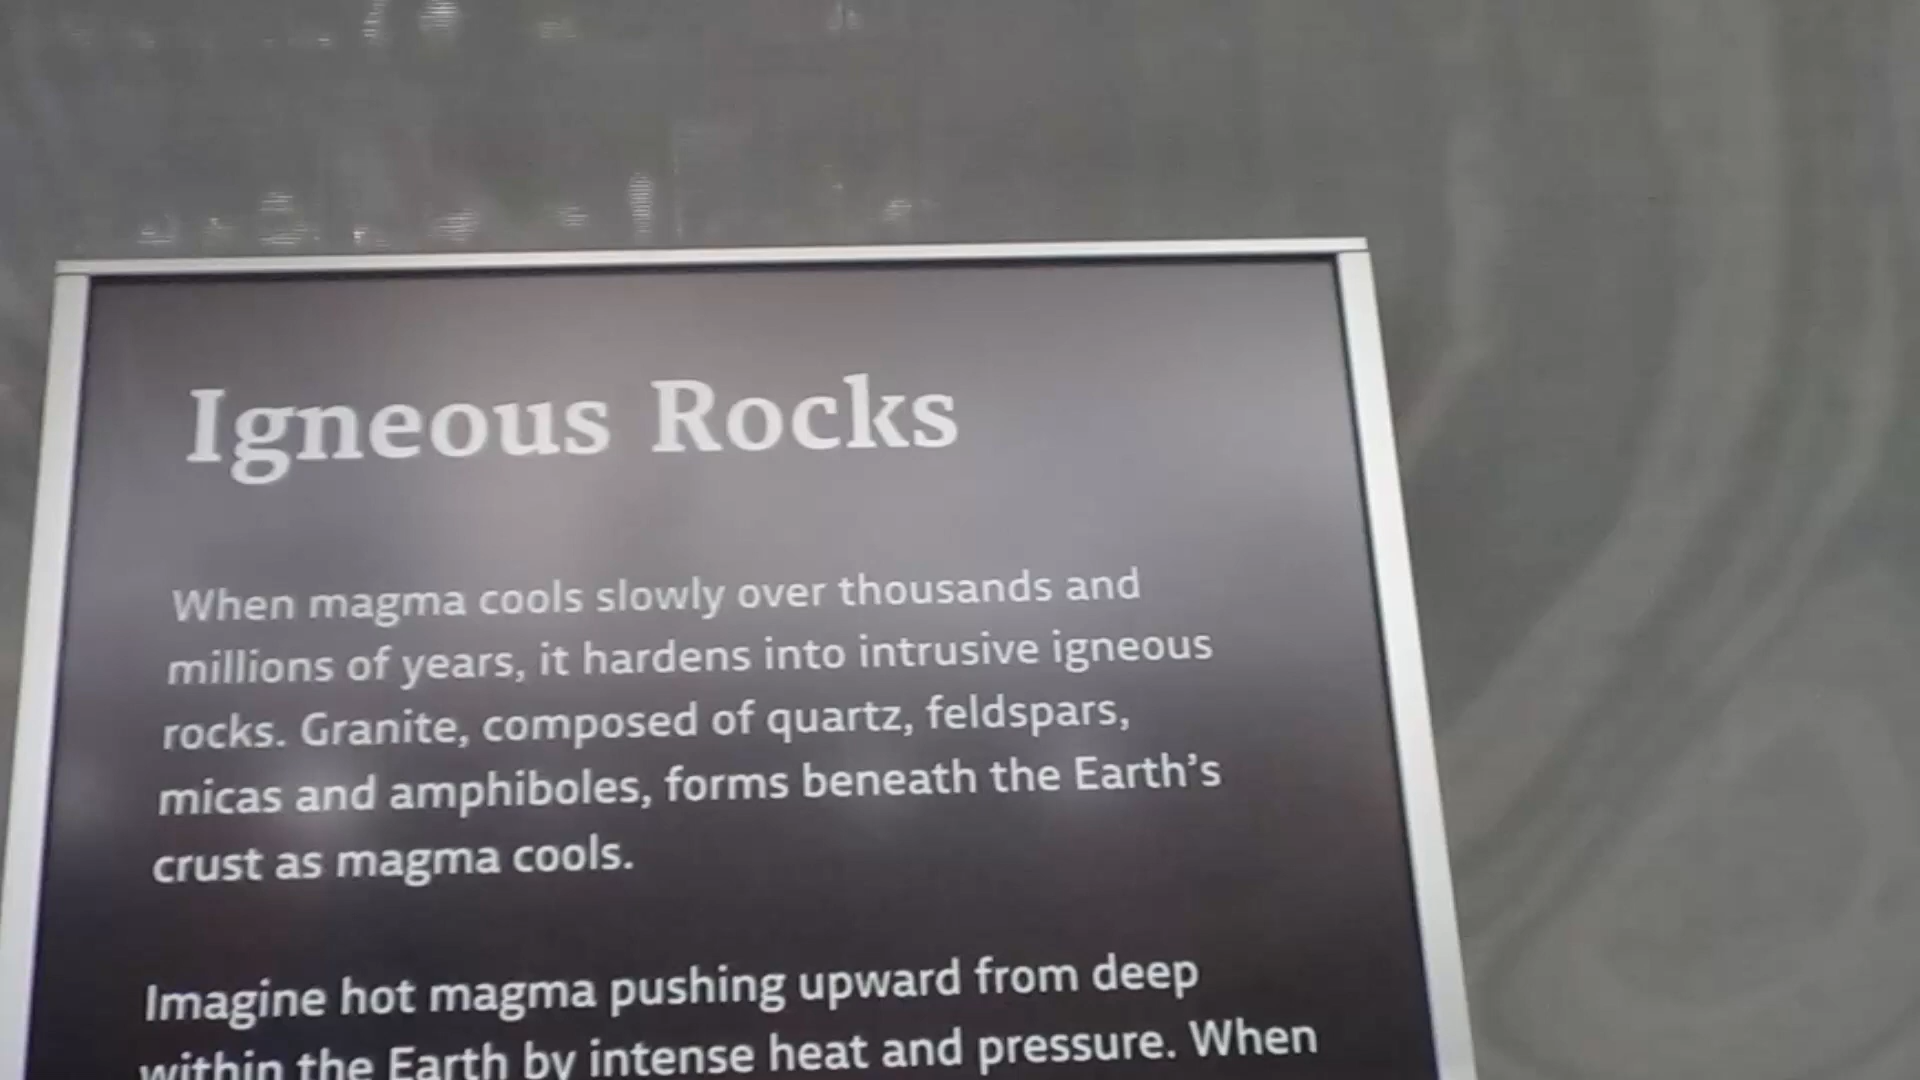 Igneous Rocks
When magma cools slowly over thousands and
millions of years, it hardens into intrusive igneous
rocks. Granite, composed of quartz, feldspars,
micas and amphiboles, forms beneath the Earth’s
crust as magma cools.
Imagine hot magma pushing upward from deep
within the Earth by intense heat and pressure. When